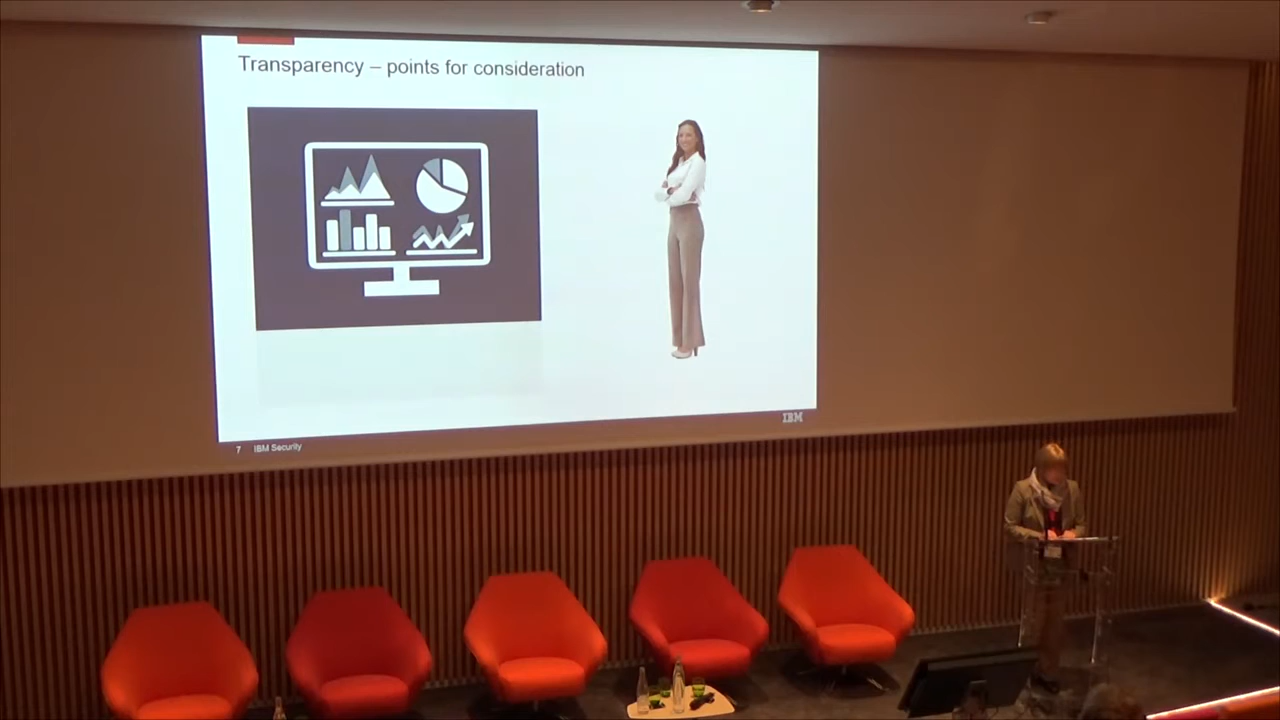 Transparency – points for consideration
IBM
7 IBM Security